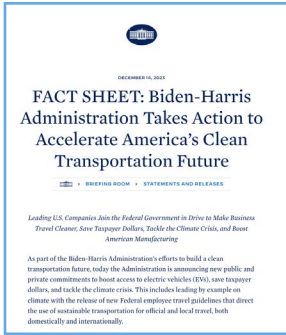 DECEMBER 14, 2023
FACT SHEET: Biden-Harris
Administration Takes Action to
Accelerate America’s Clean
Transportation Future
BRIEFING ROOM
STATEMENTS AND RELEASES
Leading U.S. Companies Join the Federal Government in Drive to Make Business
Travel Cleaner, Save Taxpayer Dollars, Tackle the Climate Crisis, and Boost
American Manufacturing
As part of the Biden-Harris Administration’s efforts to build a clean
transportation future, today the Administration is announcing new public and
private commitments to boost access to electric vehicles (EVs), save taxpayer
dollars, and tackle the climate crisis. This includes leading by example on
climate with the release of new Federal employee travel guidelines that direct
the use of sustainable transportation for official and local travel, both
domestically and internationally.